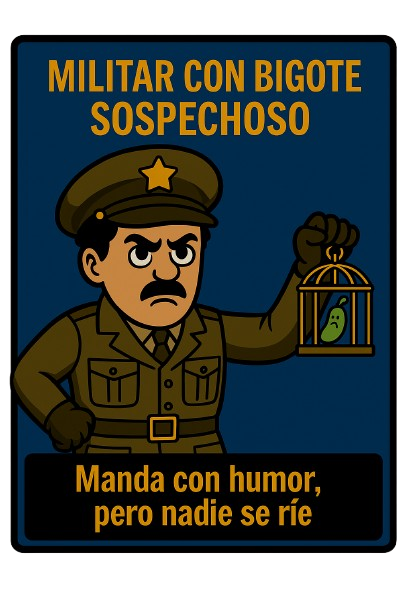 MILITAR CON BIGOTE
SOSPECHOSO
Manda con humor,
pero nadie se ríe